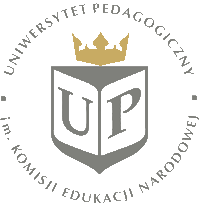 UNIWERSYTET PEDAGOGICZNY
UP
im. KOMISJI EDUKACJI NARODOWEJ